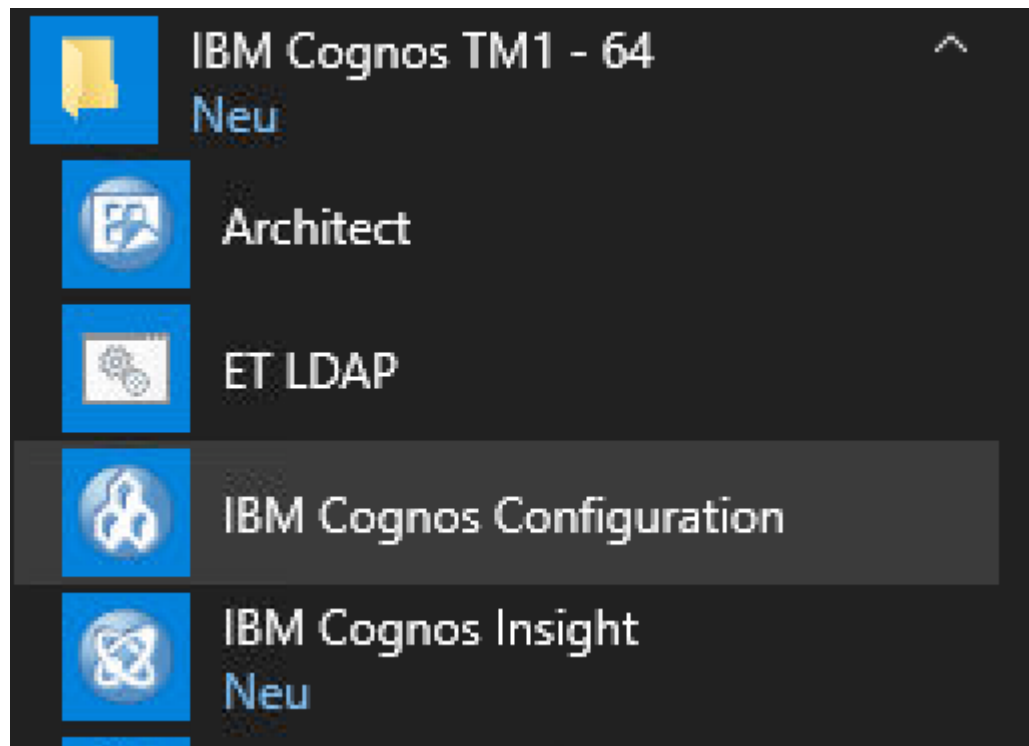 IBM Cognos TM1 - 64
Neu
Architect
ET LDAP
IBM Cognos Configuration
IBM Cognos Insight
Neu